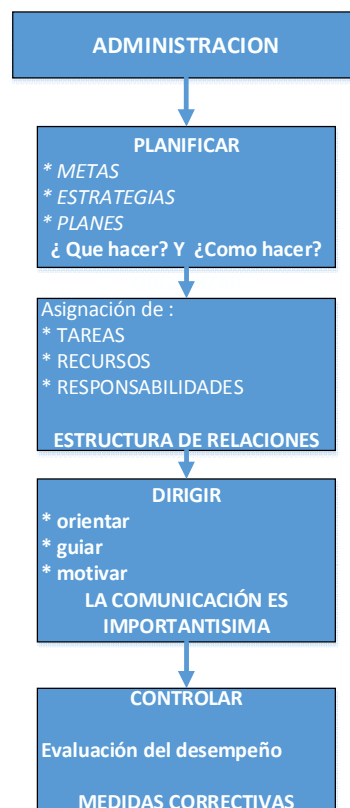 ADMINISTRACION
PLANIFICAR
* METAS
* ESTRATEGIAS
* PLANES
¿ Que hacer? Y ¿Como hacer?
Asignación de :
* TAREAS
* RECURSOS
* RESPONSABILIDADES
ESTRUCTURA DE RELACIONES
DIRIGIR
* orientar
* guiar
* motivar
LA COMUNICACIÓN ES
IMPORTANTISIMA
CONTROLAR
Evaluación del desempeño
MEDIDAS CORRECTIVAS